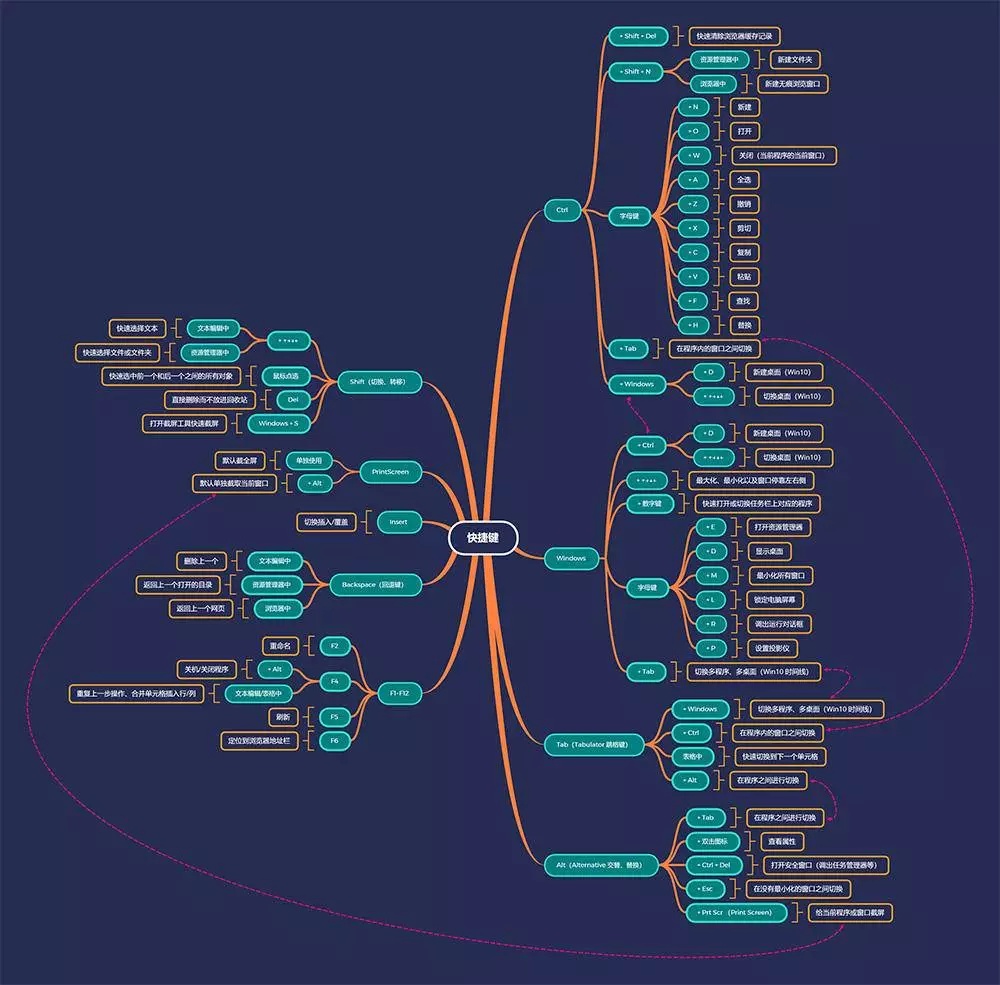 快捷键
Ctrl
+ Shift + Del
快速清除浏览器缓存记录
+ Shift + N
资源管理器中
新建文件夹
浏览器中
新建无痕浏览窗口
字母键
+ N
新建
+ O
打开
+ W
关闭（当前程序的当前窗口）
+ A
全选
+ Z
撤销
+ X
剪切
+ C
复制
+ V
粘贴
+ F
查找
+ H
替换
+ Tab
在程序内的窗口之间切换
+ Windows
+ D
新建桌面（Win10）
切换桌面（Win10）
Windows
+ Ctrl
+ D
新建桌面（Win10）
切换桌面（Win10）
最大化、最小化以及窗口停靠左右侧
+ 数字键
快速打开或切换任务栏上对应的程序
字母键
+ E
打开资源管理器
+ D
显示桌面
+ M
最小化所有窗口
+ L
锁定电脑屏幕
+ R
调出运行对话框
+ P
设置投影仪
+ Tab
切换多程序、多桌面（Win10 时间线）
Tab（Tabulator 跳格键）
+ Windows
切换多程序、多桌面（Win10 时间线）
+ Ctrl
在程序内的窗口之间切换
表格中
快速切换到下一个单元格
+ Alt
在程序之间进行切换
Alt（Alternative 交替、替换）
+ Tab
在程序之间进行切换
+ 双击图标
查看属性
+ Ctrl + Del
打开安全窗口（调出任务管理器等）
+ Esc
在没有最小化的窗口之间切换
+ Prt Scr （Print Screen）
给当前程序或窗口截屏
Shift（切换、转移）
文本编辑中
快速选择文本
资源管理器中
快速选择文件或文件夹
鼠标点选
快速选中前一个和后一个之间的所有对象
Del
直接删除而不放进回收站
Windows + S
打开截屏工具快速截屏
PrintScreen
单独使用
默认截全屏
+ Alt
默认单独截取当前窗口
Insert
切换插入/覆盖
Backspace（回退键）
文本编辑中
删除上一个
资源管理器中
返回上一个打开的目录
浏览器中
返回上一个网页
F1-F12
F2
重命名
F4
+ Alt
关机/关闭程序
文本编辑/表格中
重复上一步操作、合并单元格插入行/列
F5
刷新
F6
定位到浏览器地址栏